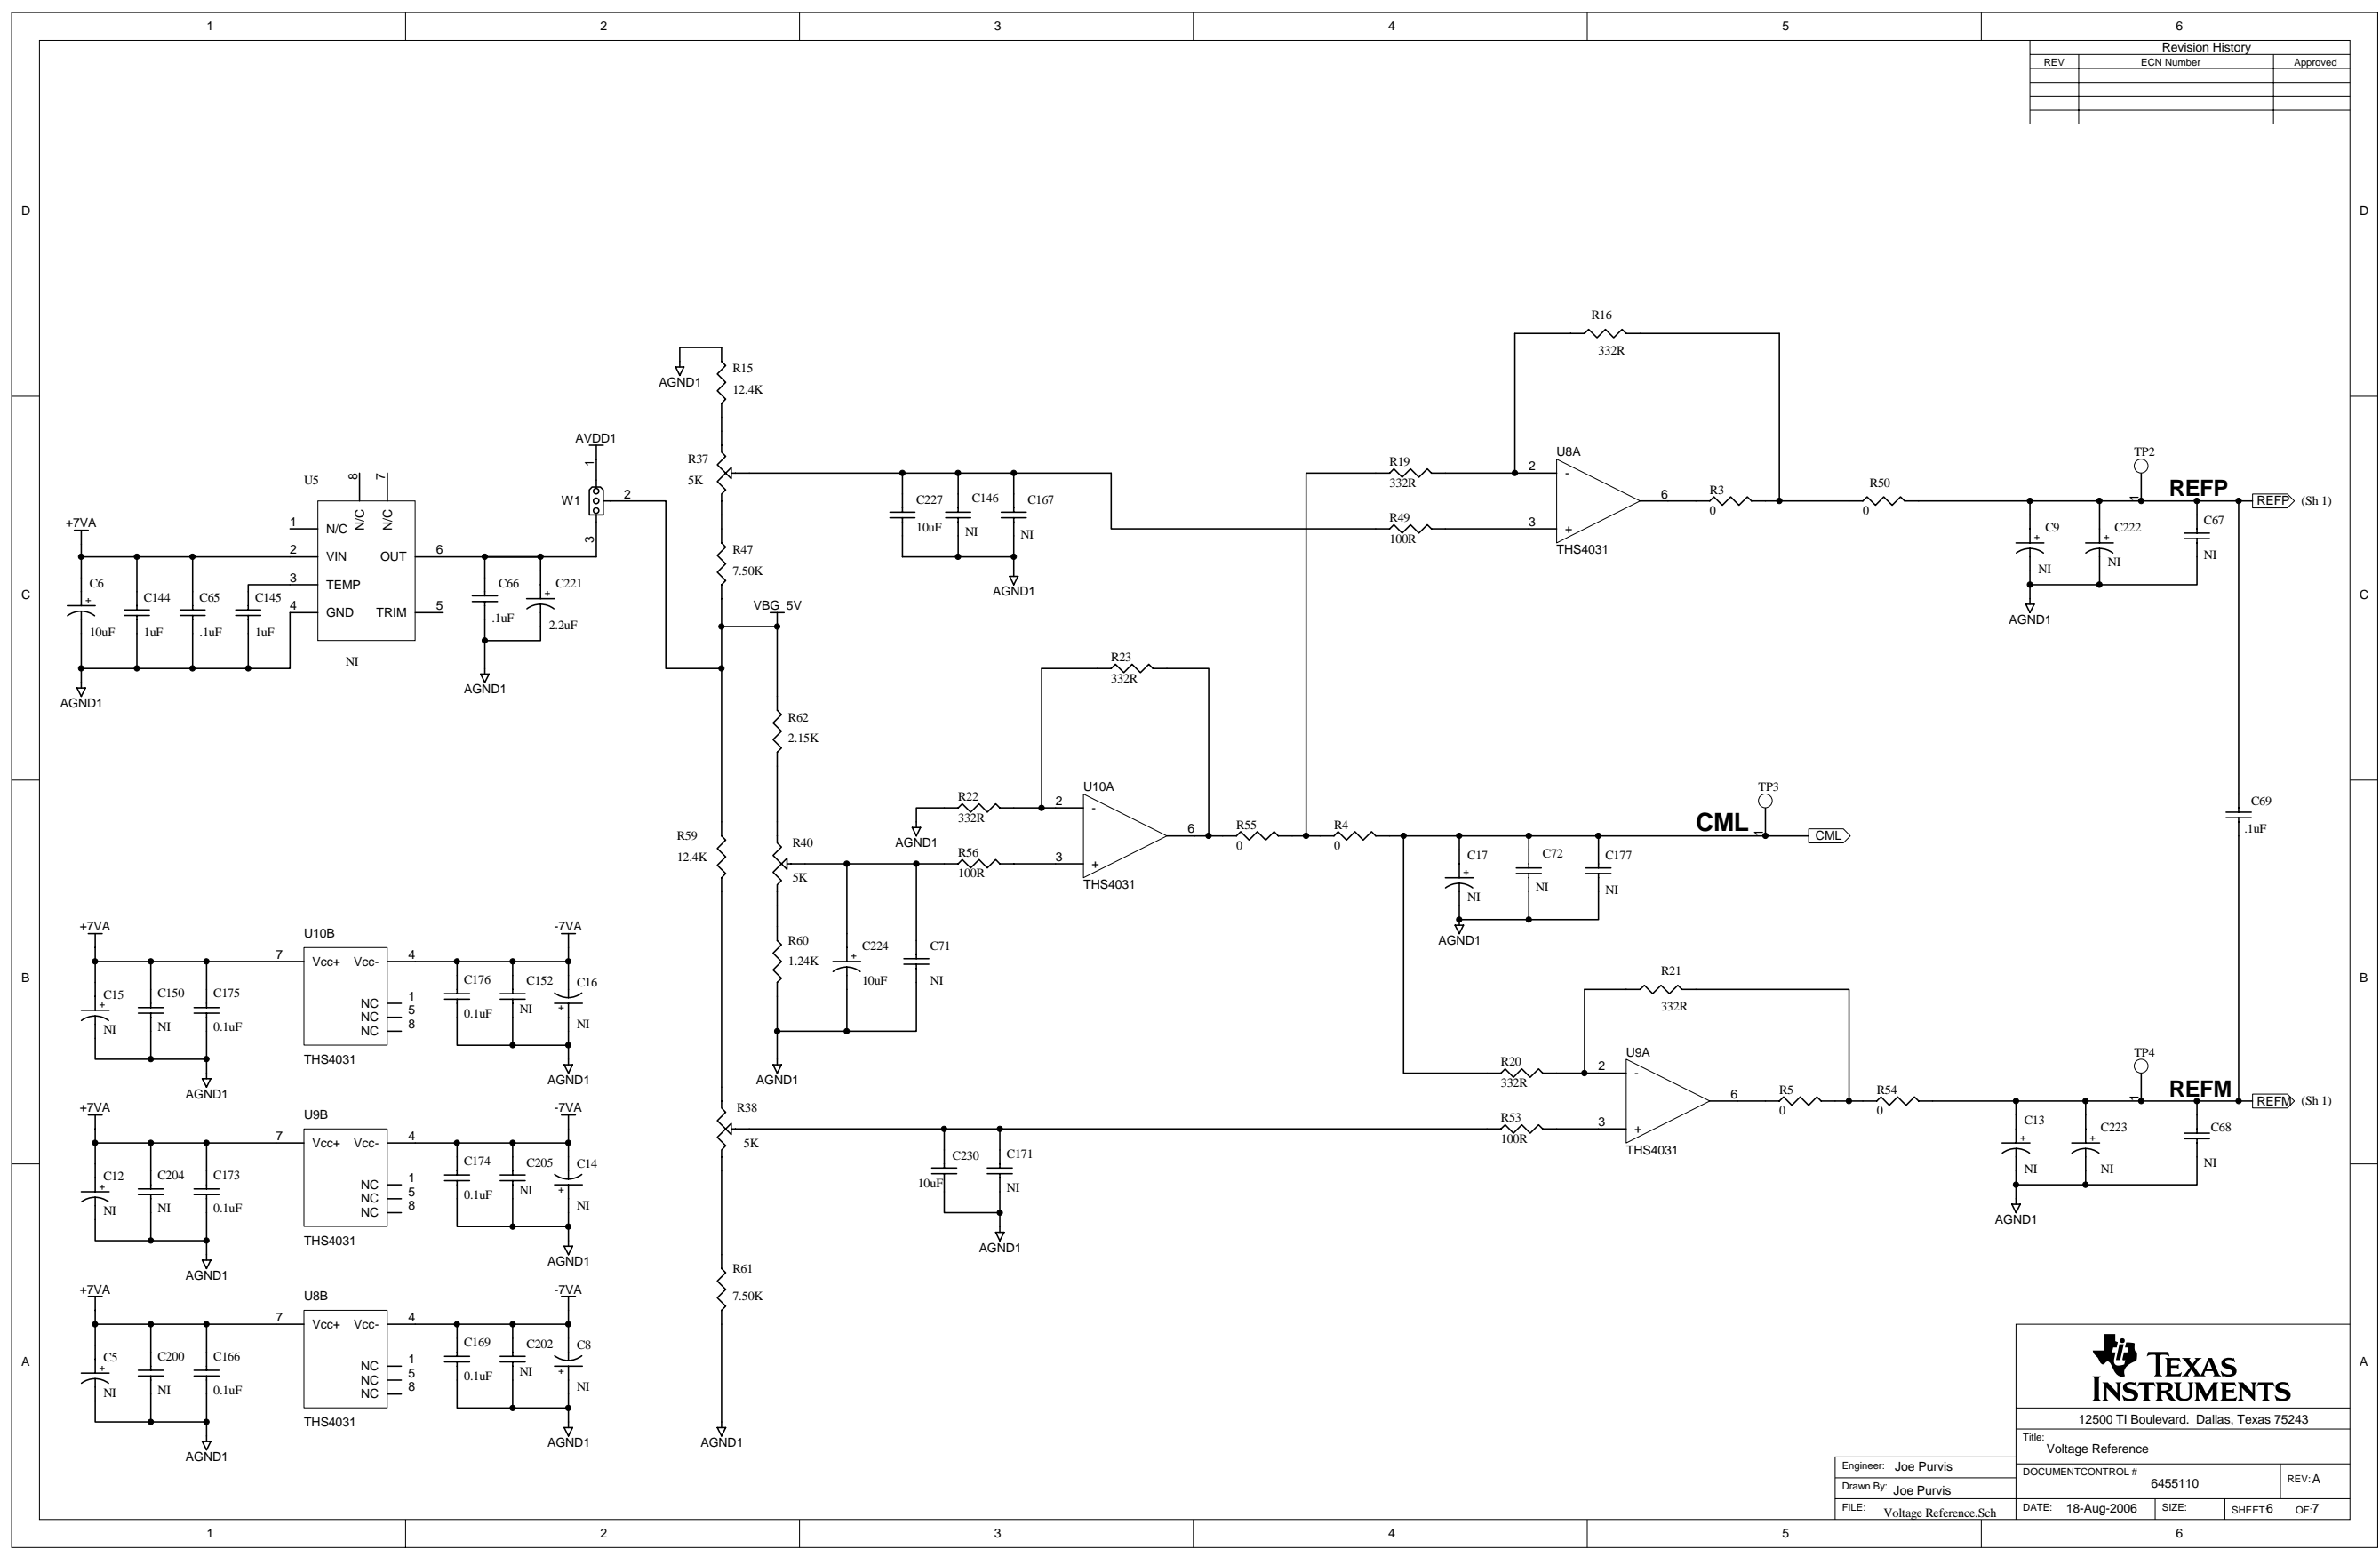 1 2 3 4 5 6
Revision History
REV ECN Number Approved
D D
R16
332R
R15
12.4K
AGND1
AVDD1
1
W1
2
3
R37
5K
U5
8 7
N/C N/C
1 N/C
2 VIN OUT 6
3 TEMP
4 GND TRIM 5
NI
+7VA
C6
10uF
C144
1uF
C65
.1uF
C145
1uF
AGND1
C66
.1uF
C221
2.2uF
AGND1
R47
7.50K
VBG_5V
C227
10uF
C146
NI
C167
NI
AGND1
R19
332R
R49
100R
U8A
2 -
3 +
6
THS4031
R3
0
R50
0
TP2
1
REFP
REFP (Sh 1)
C9
NI
C222
NI
C67
NI
AGND1
C C
R23
332R
R62
2.15K
R59
12.4K
R40
5K
R22
332R
AGND1
R56
100R
U10A
2 -
3 +
6
THS4031
R55
0
R4
0
TP3
1
CML
CML
C17
NI
C72
NI
C177
NI
AGND1
C69
.1uF
B B
R60
1.24K
C224
10uF
C71
NI
AGND1
+7VA
C15
NI
C150
NI
C175
0.1uF
AGND1
U10B
7 Vcc+ Vcc- 4
NC 1
NC 5
NC 8
THS4031
-7VA
C176
0.1uF
C152
NI
C16
NI
AGND1
R21
332R
R20
332R
R53
100R
U9A
2 -
3 +
6
THS4031
R5
0
R54
0
TP4
1
REFM
REFM (Sh 1)
C13
NI
C223
NI
C68
NI
AGND1
R38
5K
C230
10uF
C171
NI
AGND1
+7VA
C12
NI
C204
NI
C173
0.1uF
AGND1
U9B
7 Vcc+ Vcc- 4
NC 1
NC 5
NC 8
THS4031
-7VA
C174
0.1uF
C205
NI
C14
NI
AGND1
R61
7.50K
AGND1
+7VA
C5
NI
C200
NI
C166
0.1uF
AGND1
U8B
7 Vcc+ Vcc- 4
NC 1
NC 5
NC 8
THS4031
-7VA
C169
0.1uF
C202
NI
C8
NI
AGND1
A A
TEXAS
INSTRUMENTS
12500 TI Boulevard. Dallas, Texas 75243
Title:
Voltage Reference
Engineer: Joe Purvis
Drawn By: Joe Purvis
FILE: Voltage Reference.Sch
DOCUMENTCONTROL # 6455110 REV: A
DATE: 18-Aug-2006 SIZE: SHEET:6 OF:7
1 2 3 4 5 6